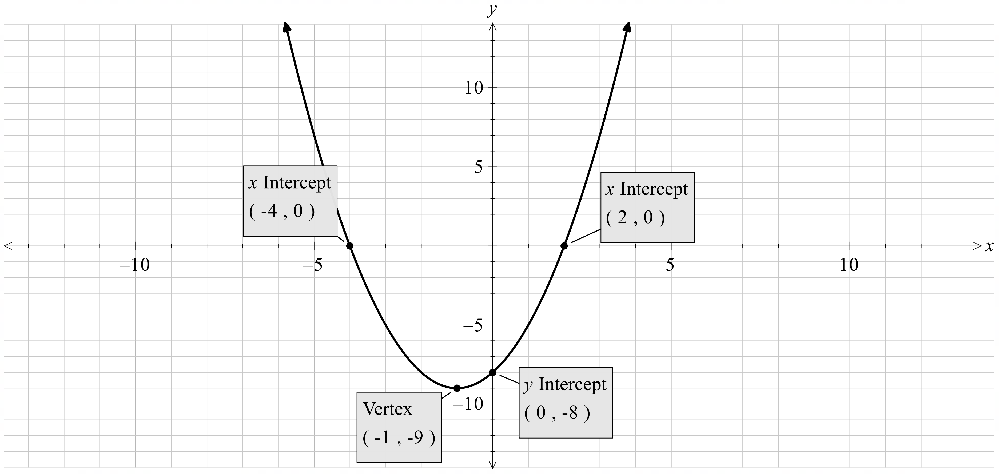 y
10
5
x Intercept
( -4 , 0 )
x Intercept
( 2 , 0 )
x
–10
–5
5
10
–5
–10
y Intercept
( 0 , -8 )
Vertex
( -1 , -9 )